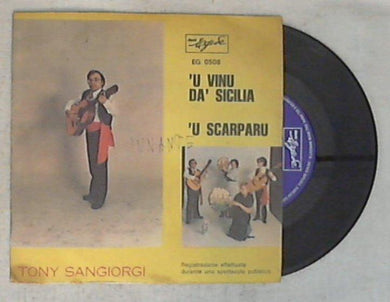 EG 0508
'U VINU
DA' SICILIA
'U SCARPARU
Registrazione effettuata
durante uno spettacolo pubblico
TONY SANGIORGI